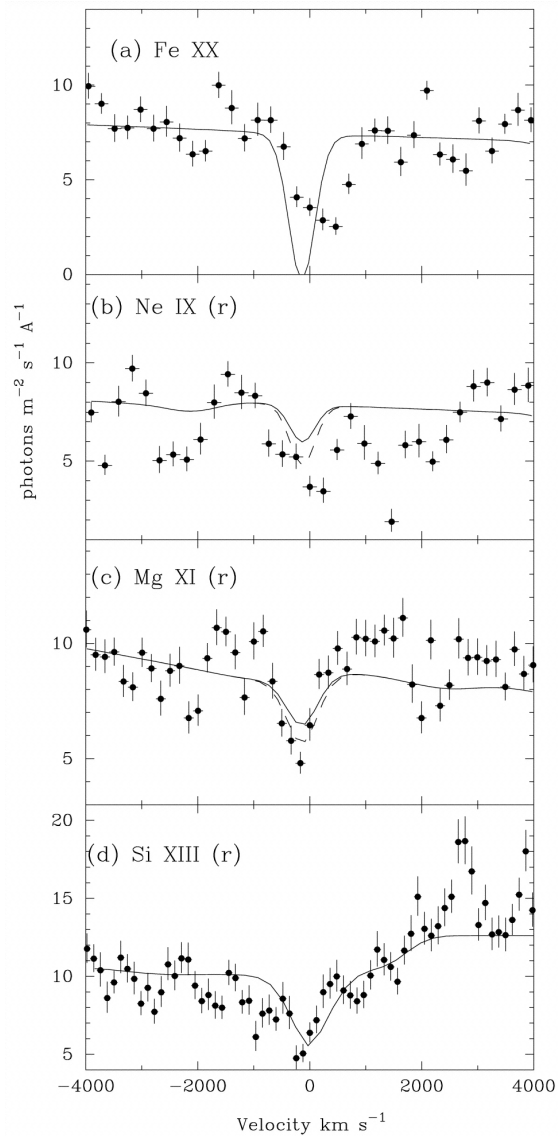 (a) Fe XX
10
5
0
(b) Ne IX (r)
10
5
photons m⁻² s⁻¹ A⁻¹
(c) Mg XI (r)
10
5
20
(d) Si XIII (r)
15
10
5
−4000 −2000 0 2000 4000
Velocity km s⁻¹